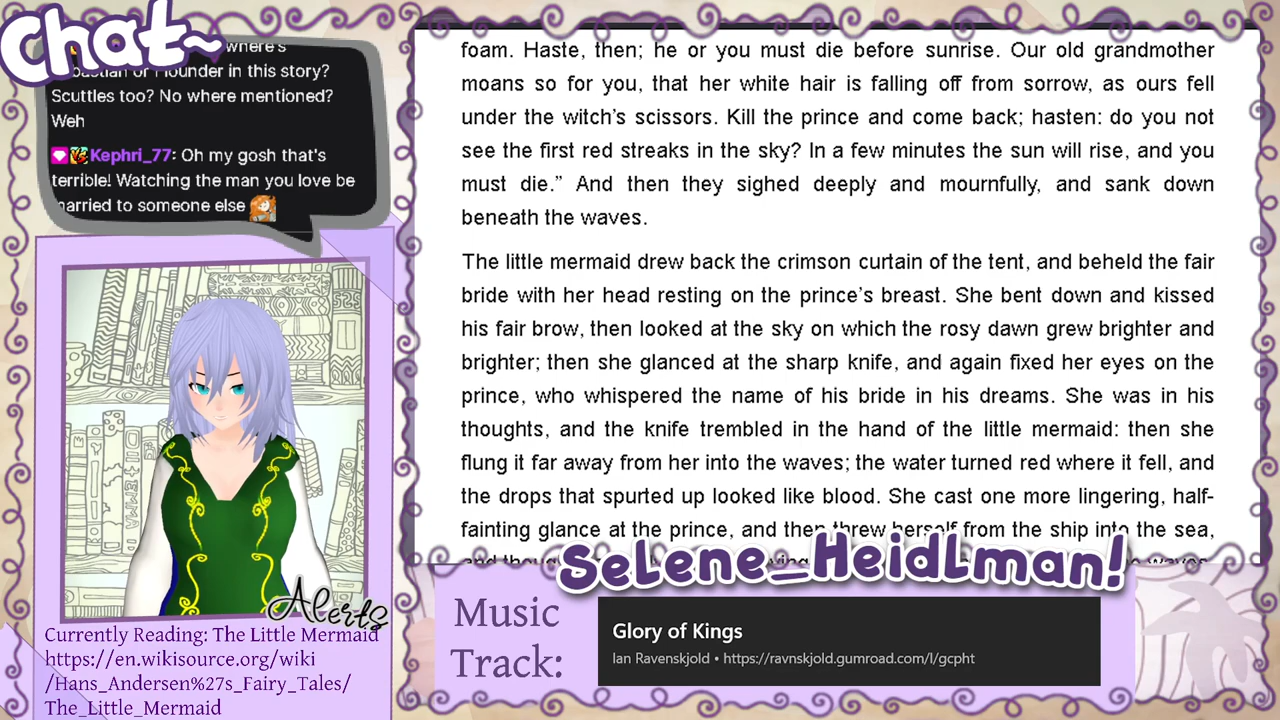 Chat~
where's
or Flounder in this story?
Scuttles too? No where mentioned?
Weh
Kephri_77: Oh my gosh that's
terrible! Watching the man you love be
married to someone else
foam. Haste, then; he or you must die before sunrise. Our old grandmother
moans so for you, that her white hair is falling off from sorrow, as ours fell
under the witch's scissors. Kill the prince and come back; hasten: do you not
see the first red streaks in the sky? In a few minutes the sun will rise, and you
must die.” And then they sighed deeply and mournfully, and sank down
beneath the waves.
The little mermaid drew back the crimson curtain of the tent, and beheld the fair
bride with her head resting on the prince's breast. She bent down and kissed
his fair brow, then looked at the sky on which the rosy dawn grew brighter and
brighter; then she glanced at the sharp knife, and again fixed her eyes on the
prince, who whispered the name of his bride in his dreams. She was in his
thoughts, and the knife trembled in the hand of the little mermaid: then she
flung it far away from her into the waves; the water turned red where it fell, and
the drops that spurted up looked like blood. She cast one more lingering, half-
fainting glance at the prince, and then threw herself from the ship into the sea,
Selene_Heidlman!
Alerts
Currently Reading: The Little Mermaid
https://en.wikisource.org/wiki
/Hans_Andersen%27s_Fairy_Tales/
The_Little_Mermaid
Music
Track:
Glory of Kings
Ian Ravenskjold • https://ravnskjold.gumroad.com/l/gcpht